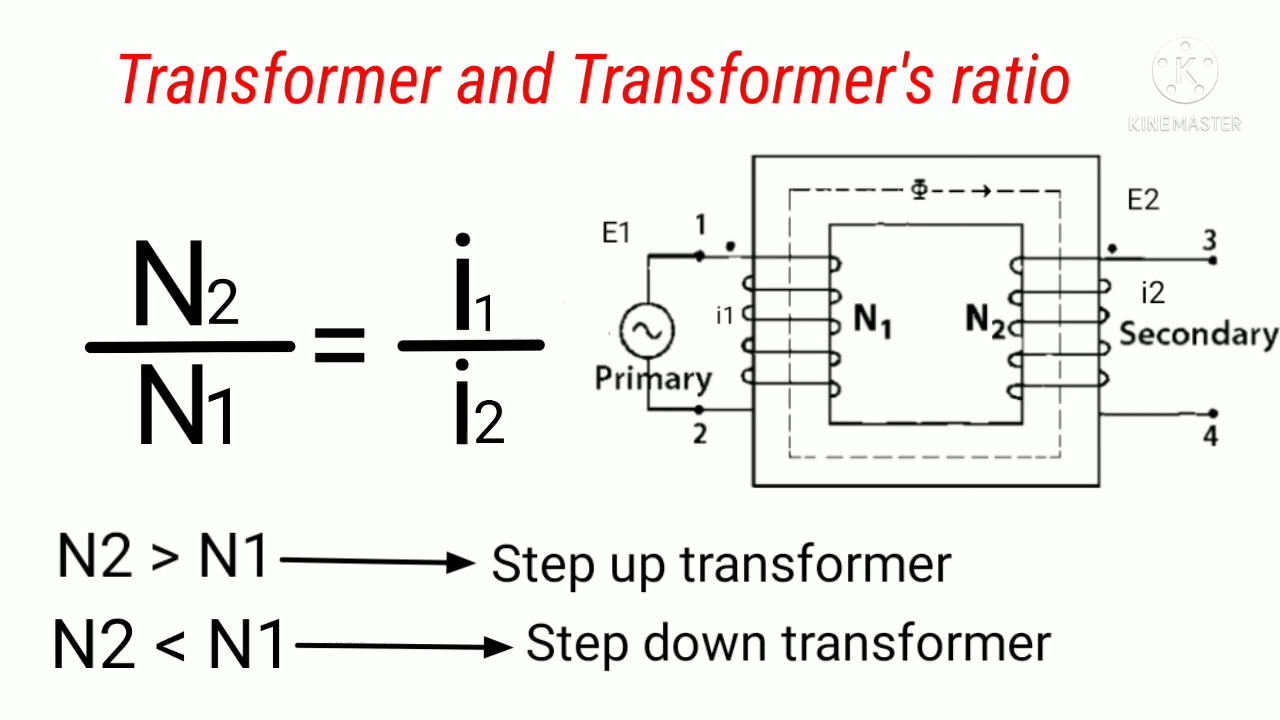 Transformer and Transformer's ratio
KINEMASTER
N2
N1
=
i1
i2
E1
1
Φ
E2
3
i1
N1
N2
i2
Secondary
Primary
2
4
N2 > N1
Step up transformer
N2 < N1
Step down transformer